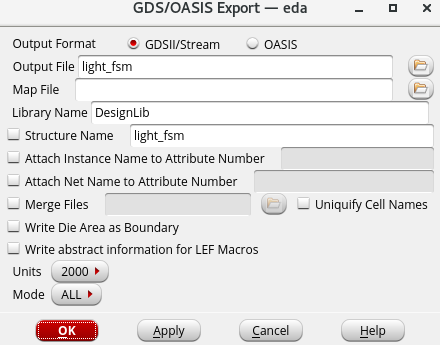 GDS/OASIS Export — eda
Output Format GDSII/Stream OASIS
Output File light_fsm
Map File
Library Name DesignLib
Structure Name light_fsm
Attach Instance Name to Attribute Number
Attach Net Name to Attribute Number
Merge Files Uniquify Cell Names
Write Die Area as Boundary
Write abstract information for LEF Macros
Units 2000
Mode ALL
OK Apply Cancel Help